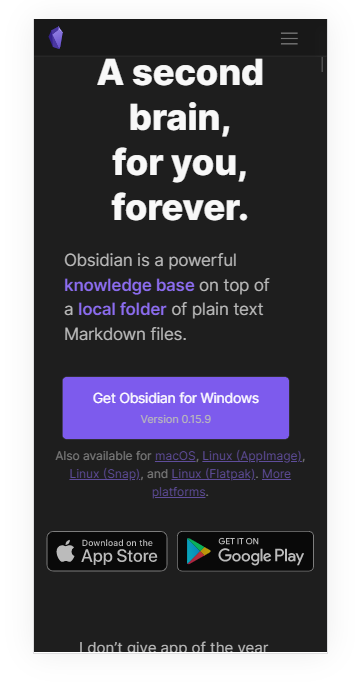 A second
brain,
for you,
forever.
Obsidian is a powerful
knowledge base on top of
a local folder of plain text
Markdown files.
Get Obsidian for Windows
Version 0.15.9
Also available for macOS, Linux (AppImage),
Linux (Snap), and Linux (Flatpak). More
platforms.
Download on the
App Store
GET IT ON
Google Play
I don't give app of the year